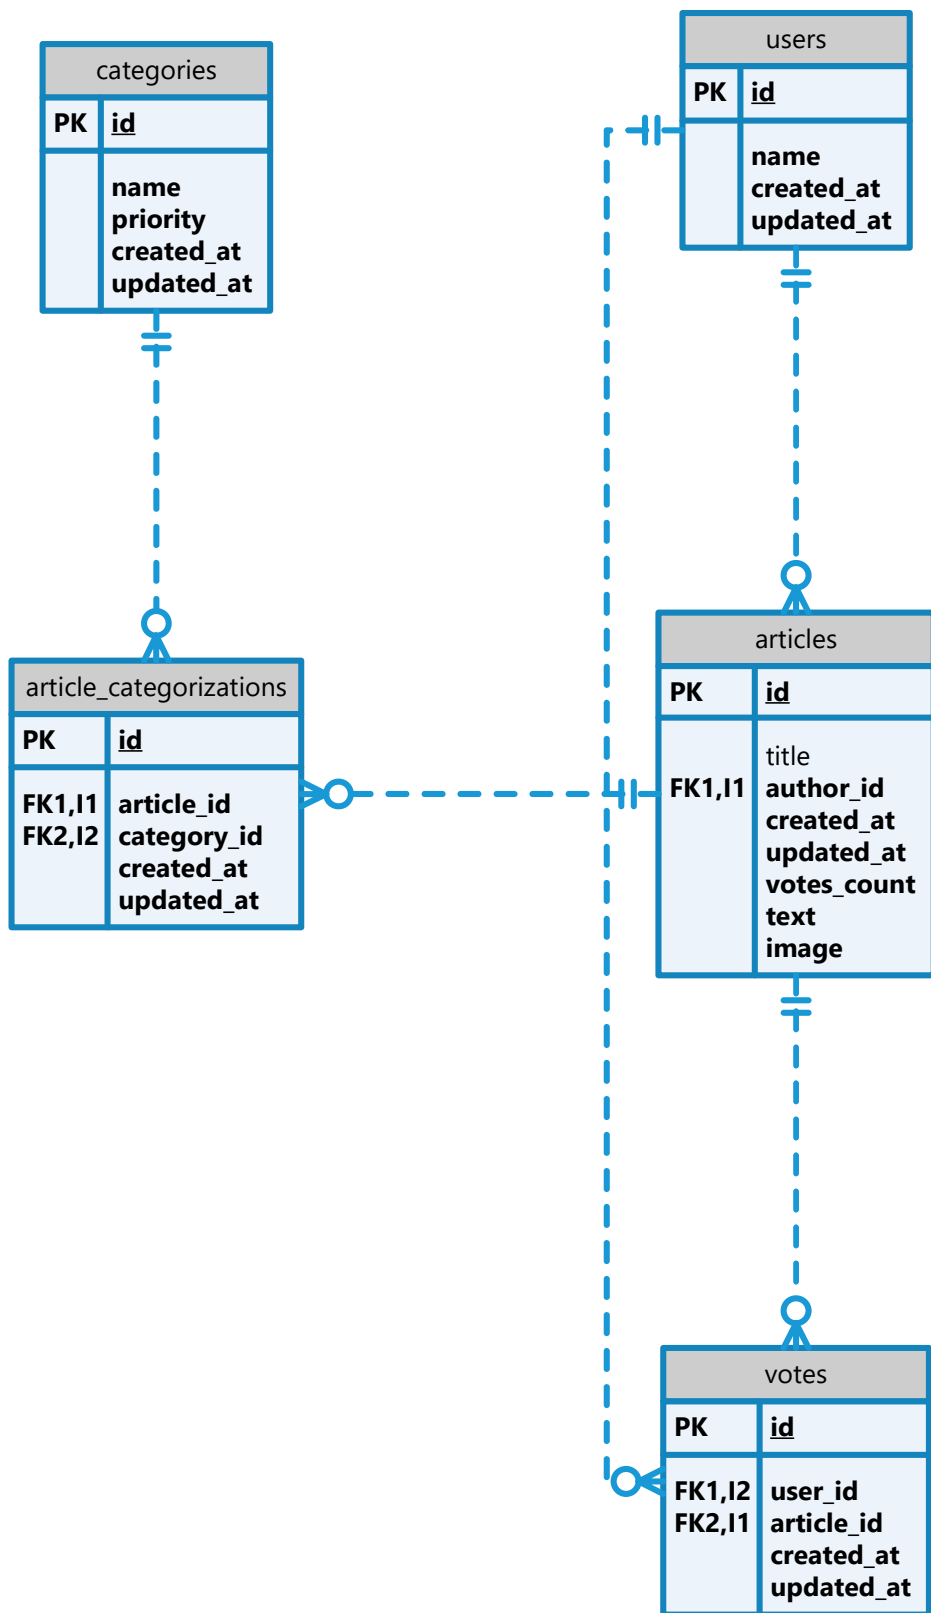 categories
PK id
name
priority
created_at
updated_at
users
PK id
name
created_at
updated_at
article_categorizations
PK id
FK1,I1 article_id
FK2,I2 category_id
created_at
updated_at
articles
PK id
title
FK1,I1 author_id
created_at
updated_at
votes_count
text
image
votes
PK id
FK1,I2 user_id
FK2,I1 article_id
created_at
updated_at